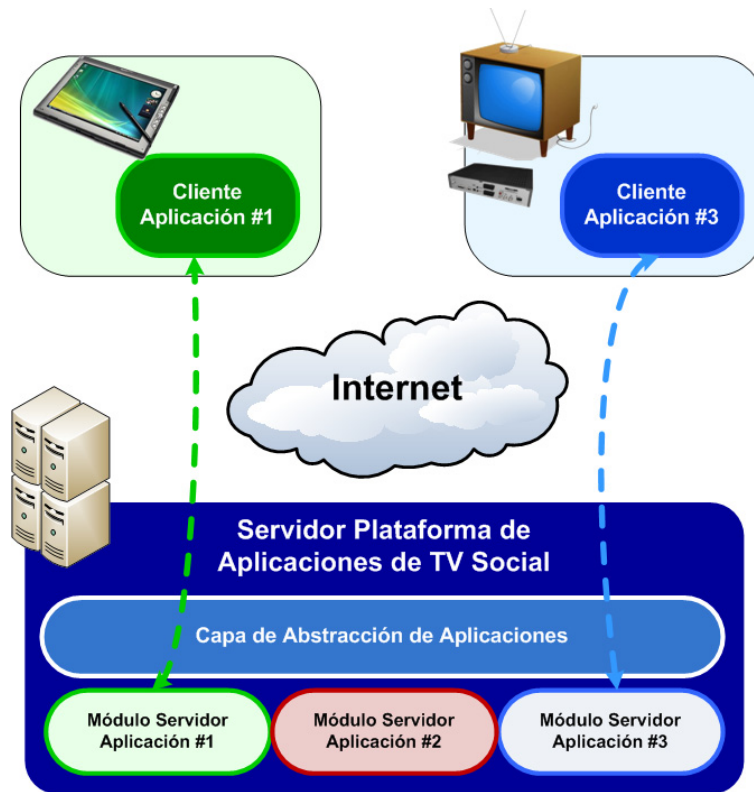 Cliente
Aplicación #1
Cliente
Aplicación #3
Internet
Servidor Plataforma de
Aplicaciones de TV Social
Capa de Abstracción de Aplicaciones
Módulo Servidor
Aplicación #1
Módulo Servidor
Aplicación #2
Módulo Servidor
Aplicación #3